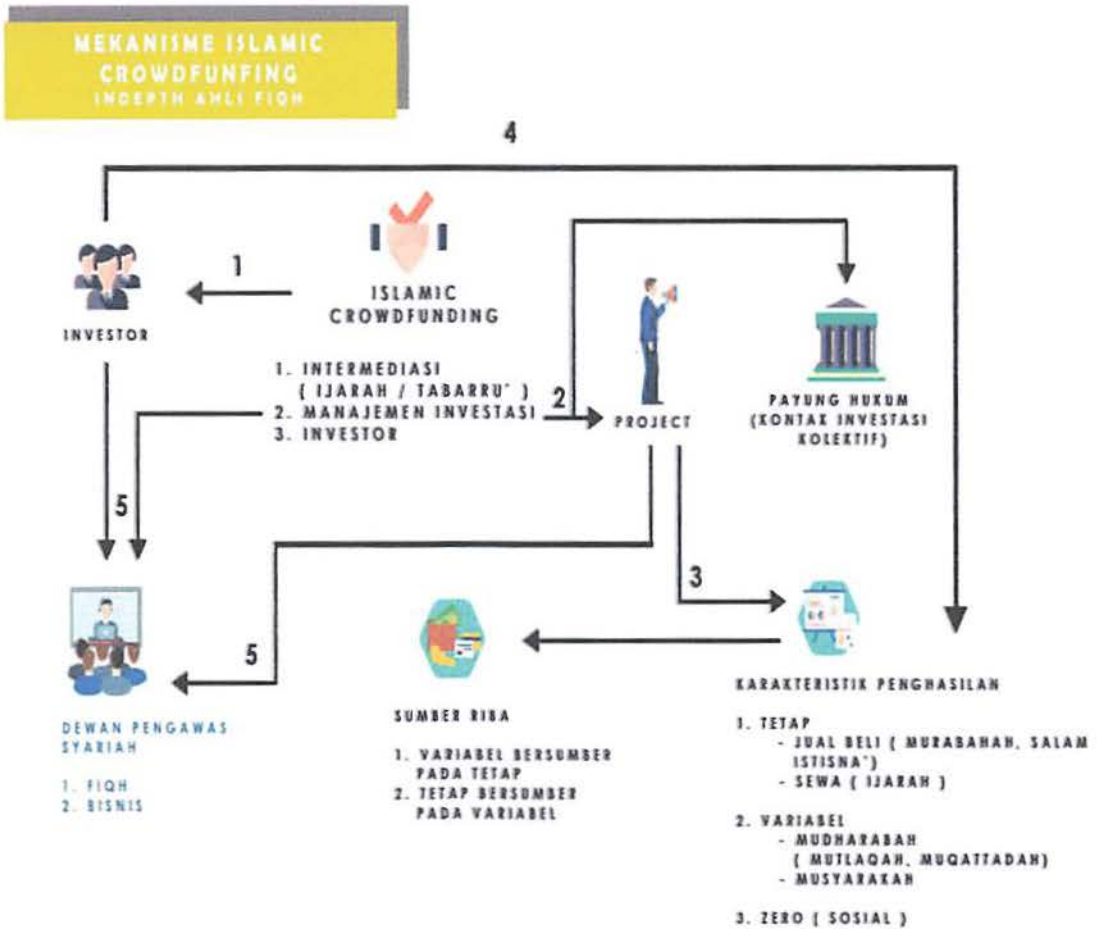 MEKANISME ISLAMIC
CROWDFUNFING
INDEPTH AHLI FIQH
4
1
INVESTOR
ISLAMIC
CROWDFUNDING
1. INTERMEDIASI
( IJARAH / TABARRU' )
2. MANAJEMEN INVESTASI
3. INVESTOR
2
PROJECT
PAYUNG HUKUM
(KONTAK INVESTASI
KOLEKTIF)
5
3
5
DEWAN PENGAWAS
SYARIAH
1. FIQH
2. BISNIS
SUMBER RIBA
1. VARIABEL BERSUMBER
PADA TETAP
2. TETAP BERSUMBER
PADA VARIABEL
KARAKTERISTIK PENGHASILAN
1. TETAP
- JUAL BELI ( MURABAHAH, SALAM
ISTISNA')
- SEWA ( IJARAH )
2. VARIABEL
- MUDHARABAH
( MUTLAQAH, MUQATTADAH)
- MUSYARAKAH
3. ZERO ( SOSIAL )